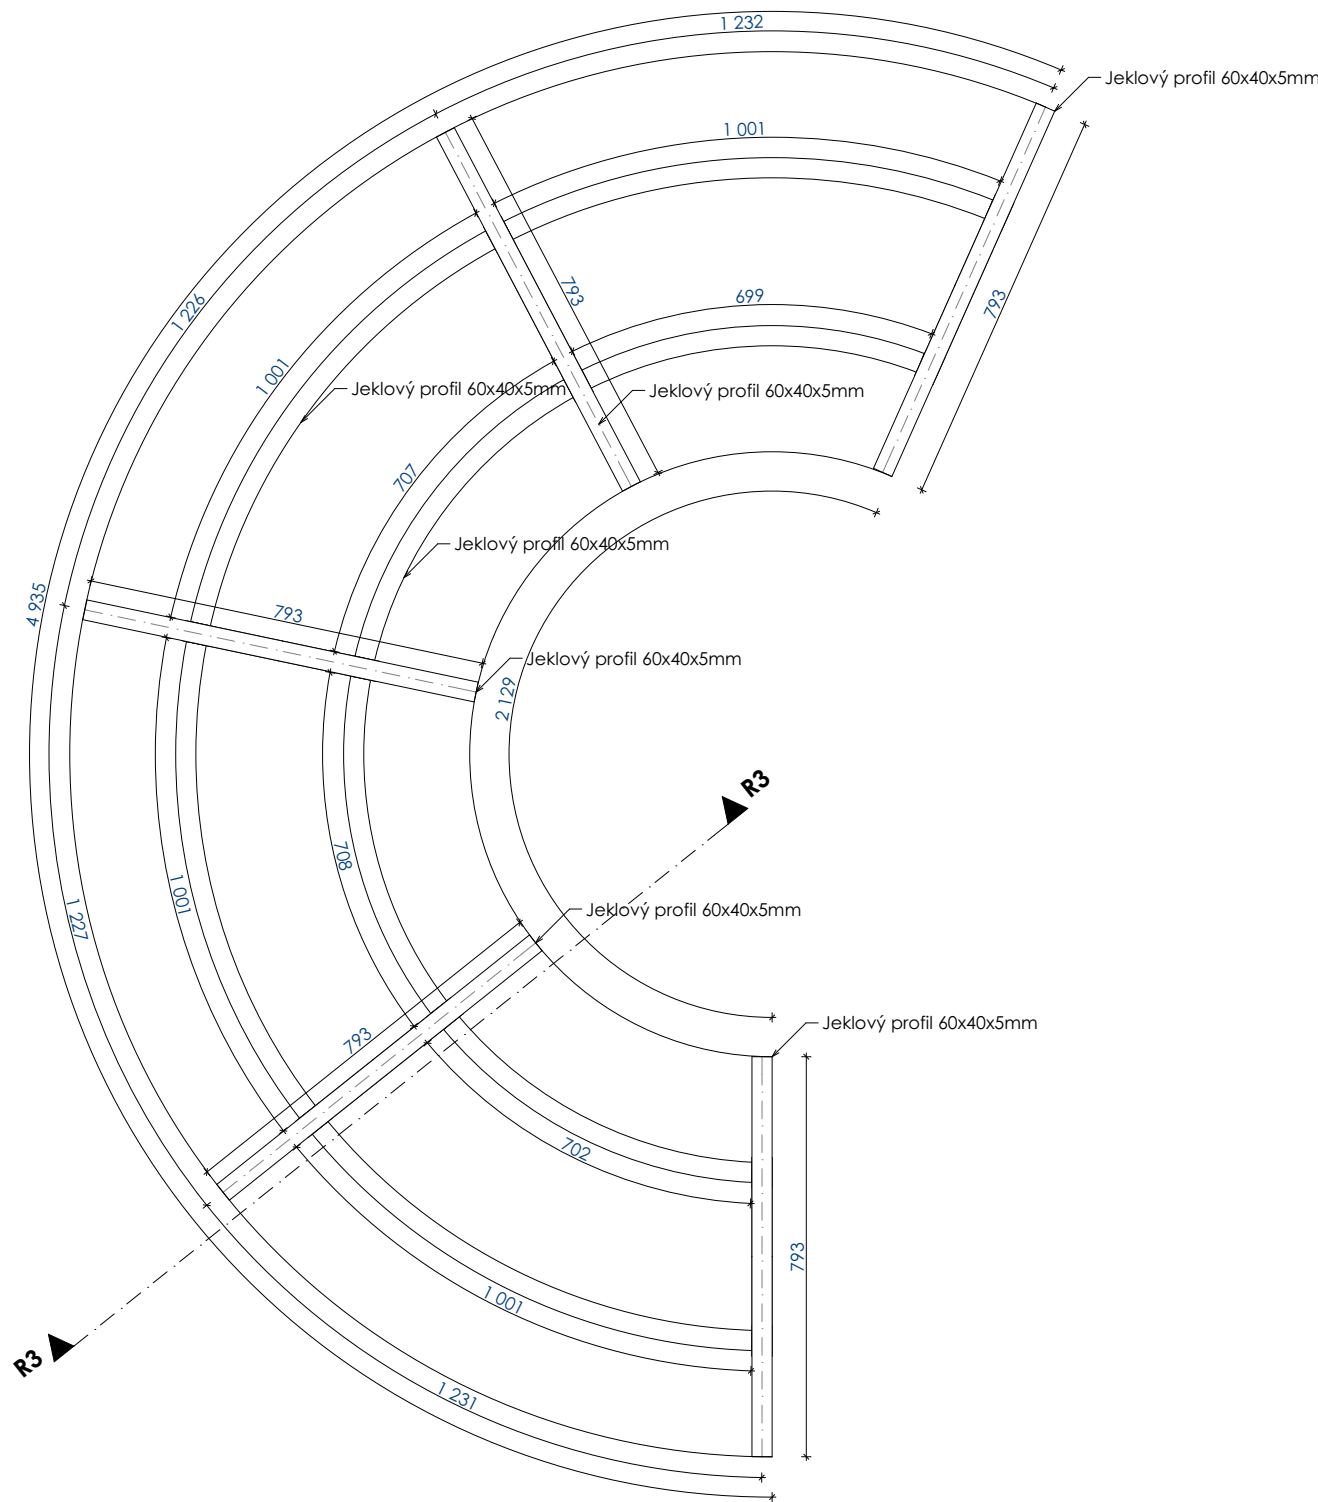 1 232
Jeklový profil 60x40x5mm
1 001
793
793
699
1 226
1 001
Jeklový profil 60x40x5mm
Jeklový profil 60x40x5mm
707
Jeklový profil 60x40x5mm
4 935
793
Jeklový profil 60x40x5mm
2 129
R3
708
1 001
1 227
Jeklový profil 60x40x5mm
793
Jeklový profil 60x40x5mm
702
793
1 001
R3
1 231